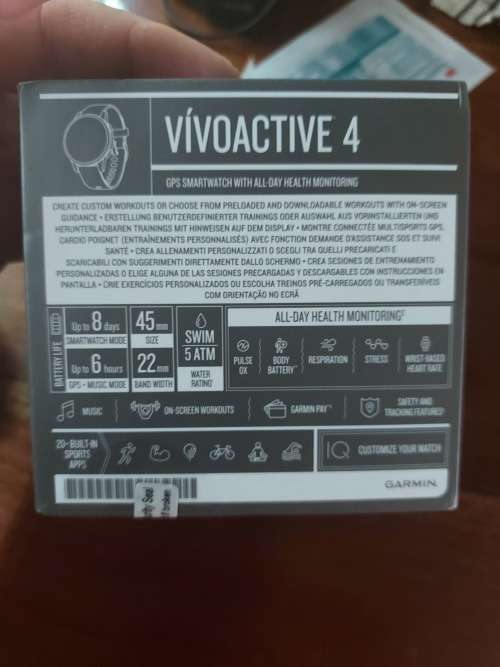 VÍVOACTIVE 4
GPS SMARTWATCH WITH ALL-DAY HEALTH MONITORING
CREATE CUSTOM WORKOUTS OR CHOOSE FROM PRELOADED AND DOWNLOADABLE WORKOUTS WITH ON-SCREEN
GUIDANCE • ERSTELLUNG BENUTZERDEFINIERTER TRAININGS ODER AUSWAHL AUS VORINSTALLIERTEN UND
HERUNTERLADBAREN TRAININGS MIT HINWEISEN AUF DEM DISPLAY • MONTRE CONNECTÉE MULTISPORTS GPS,
CARDIO POIGNET (ENTRAÎNEMENTS PERSONNALISÉS) AVEC FONCTION DEMANDE D'ASSISTANCE SOS ET SUIVI
SANTÉ • CREA ALLENAMENTI PERSONALIZZATI O SCEGLI TRA QUELLI PRECARICATI E
SCARICABILI CON SUGGERIMENTI DIRETTAMENTE DALLO SCHERMO • CREA SESIONES DE ENTRENAMIENTO
PERSONALIZADAS O ELIGE ALGUNA DE LAS SESIONES PRECARGADAS Y DESCARGABLES CON INSTRUCCIONES EN
PANTALLA • CRIE EXERCÍCIOS PERSONALIZADOS OU ESCOLHA TREINOS PRÉ-CARREGADOS OU TRANSFERÍVEIS
COM ORIENTAÇÃO NO ECRÃ
BATTERY LIFE
Up to 8 days
SMARTWATCH MODE
Up to 6 hours
GPS + MUSIC MODE
45 mm
SIZE
22 mm
BAND WIDTH
SWIM
5 ATM
WATER
RATING
ALL-DAY HEALTH MONITORING
PULSE
OX
BODY
BATTERY™
RESPIRATION
STRESS
WRIST-BASED
HEART RATE
MUSIC
ON-SCREEN WORKOUTS
GARMIN PAY™
SAFETY AND
TRACKING FEATURES
20+ BUILT-IN
SPORTS
APPS
IQ
CUSTOMIZE YOUR WATCH
GARMIN
Seal
broken